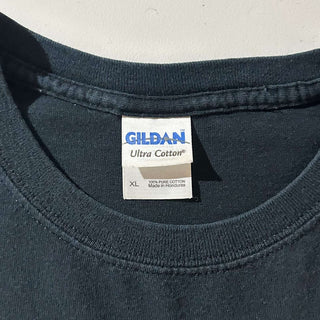 GILDAN
Ultra Cotton®
XL
100% PURE COTTON
Made in Honduras